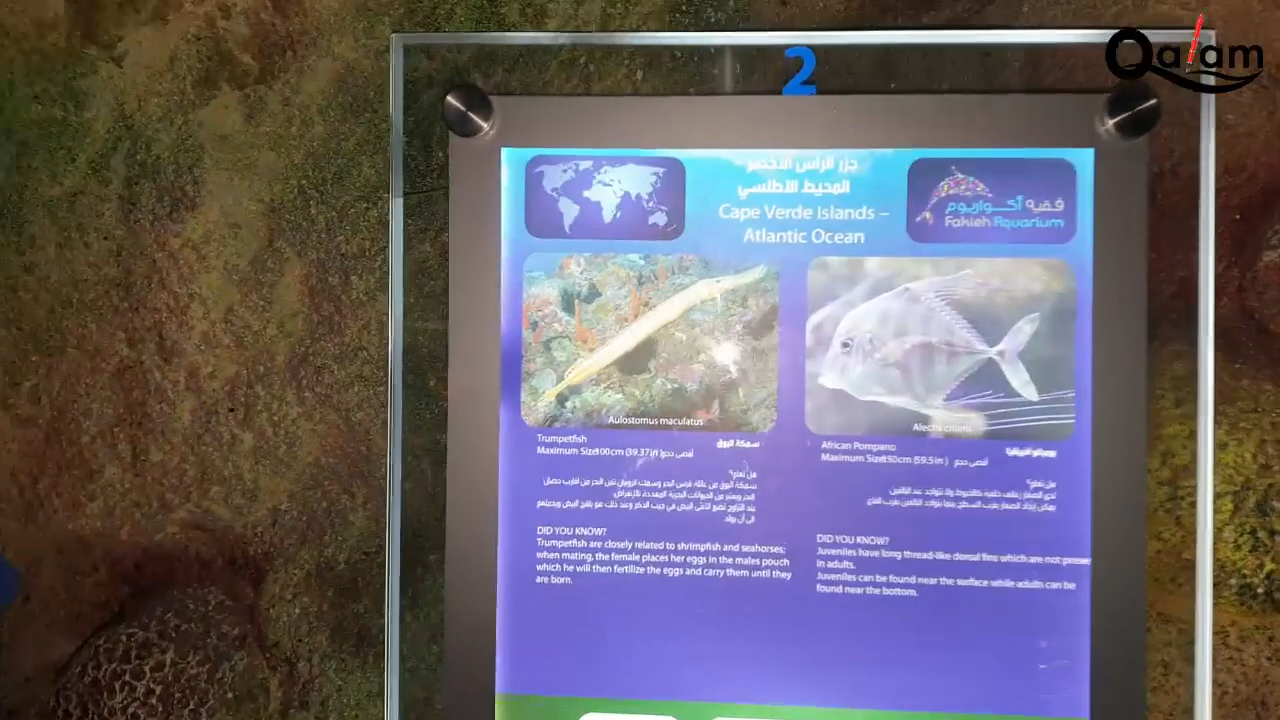 Qalam
2
جزر الرأس الأخضر
المحيط الأطلسي
Cape Verde Islands –
Atlantic Ocean
فقيه أكـواريوم
Fakieh Aquarium
Aulostomus maculatus
Trumpetfish
سمكة البوق
Maximum Size100cm (39.37in) أقصى حجم
هل تعلم؟
DID YOU KNOW?
Trumpetfish are closely related to shrimpfish and seahorses;
when mating, the female places her eggs in the males pouch
which he will then fertilize the eggs and carry them until they
are born.
Alectis ciliaris
African Pompano
Maximum Size150cm (59.5in) أقصى حجم
هل تعلم؟
DID YOU KNOW?
Juveniles have long thread-like dorsal fins which are not present
in adults.
Juveniles can be found near the surface while adults can be
found near the bottom.